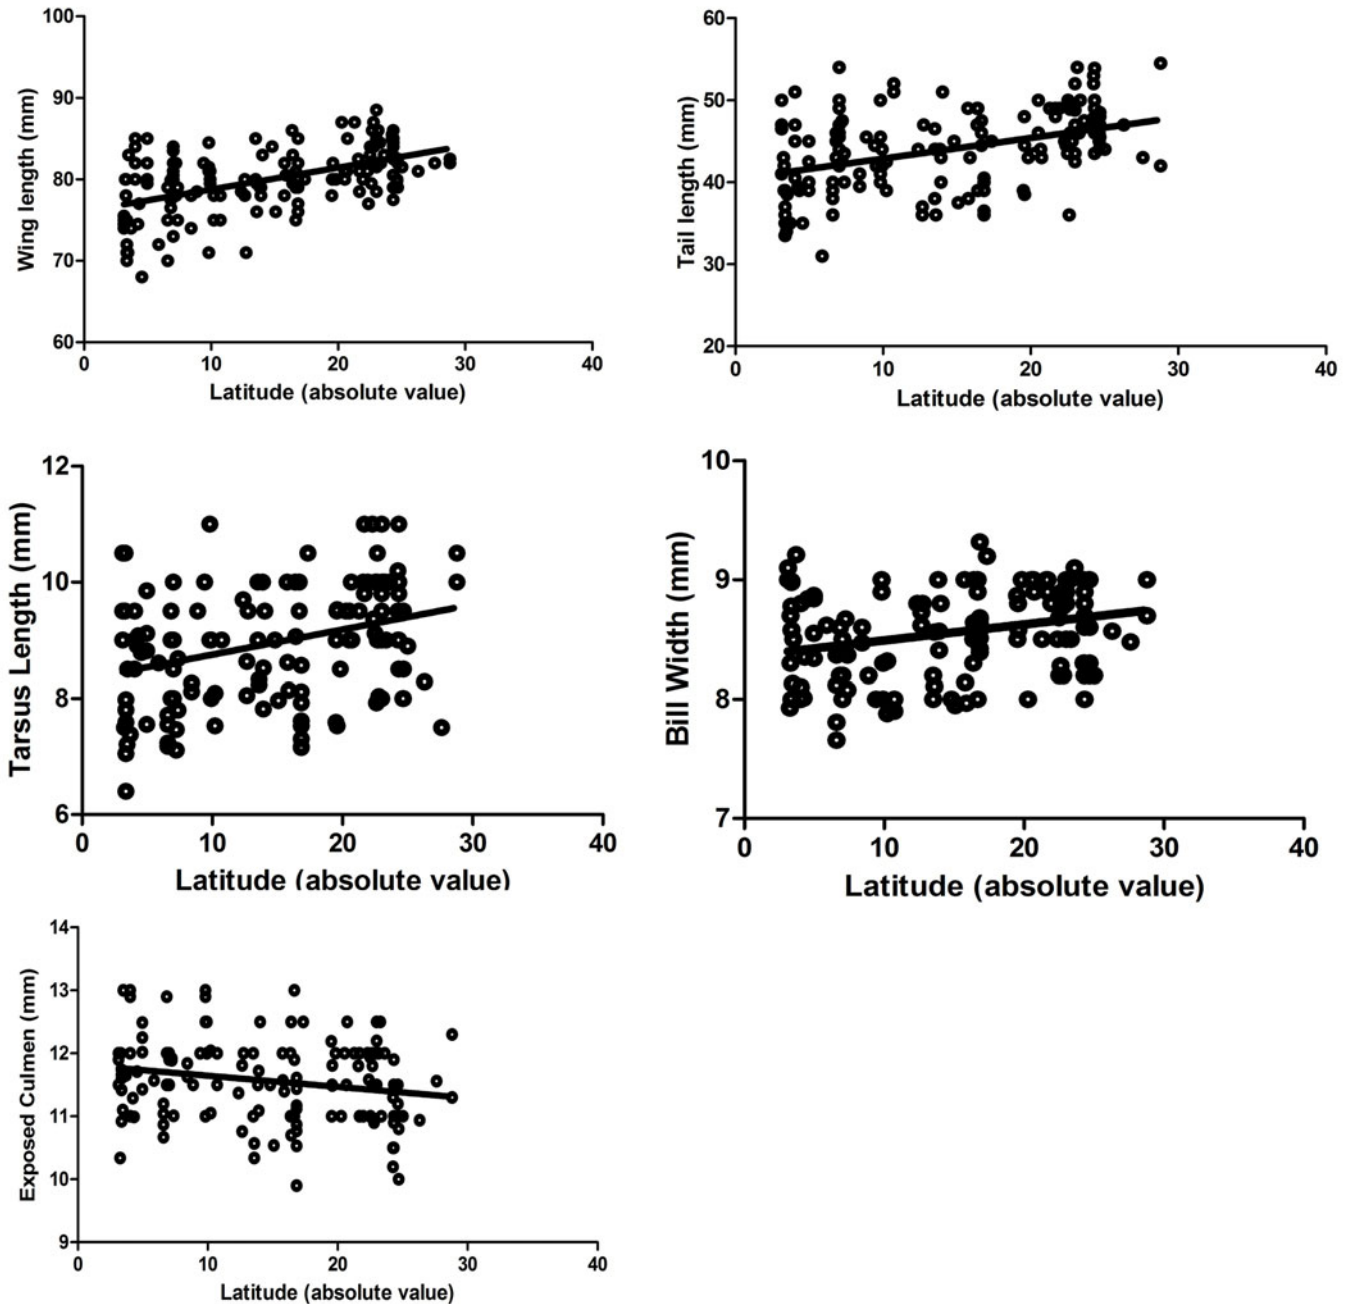 100
90
80
70
60
Wing length (mm)
0 10 20 30 40
Latitude (absolute value)
60
50
40
30
20
Tail length (mm)
0 10 20 30 40
Latitude (absolute value)
12
10
8
6
Tarsus Length (mm)
0 10 20 30 40
Latitude (absolute value)
10
9
8
7
Bill Width (mm)
0 10 20 30 40
Latitude (absolute value)
14
13
12
11
10
9
Exposed Culmen (mm)
0 10 20 30 40
Latitude (absolute value)